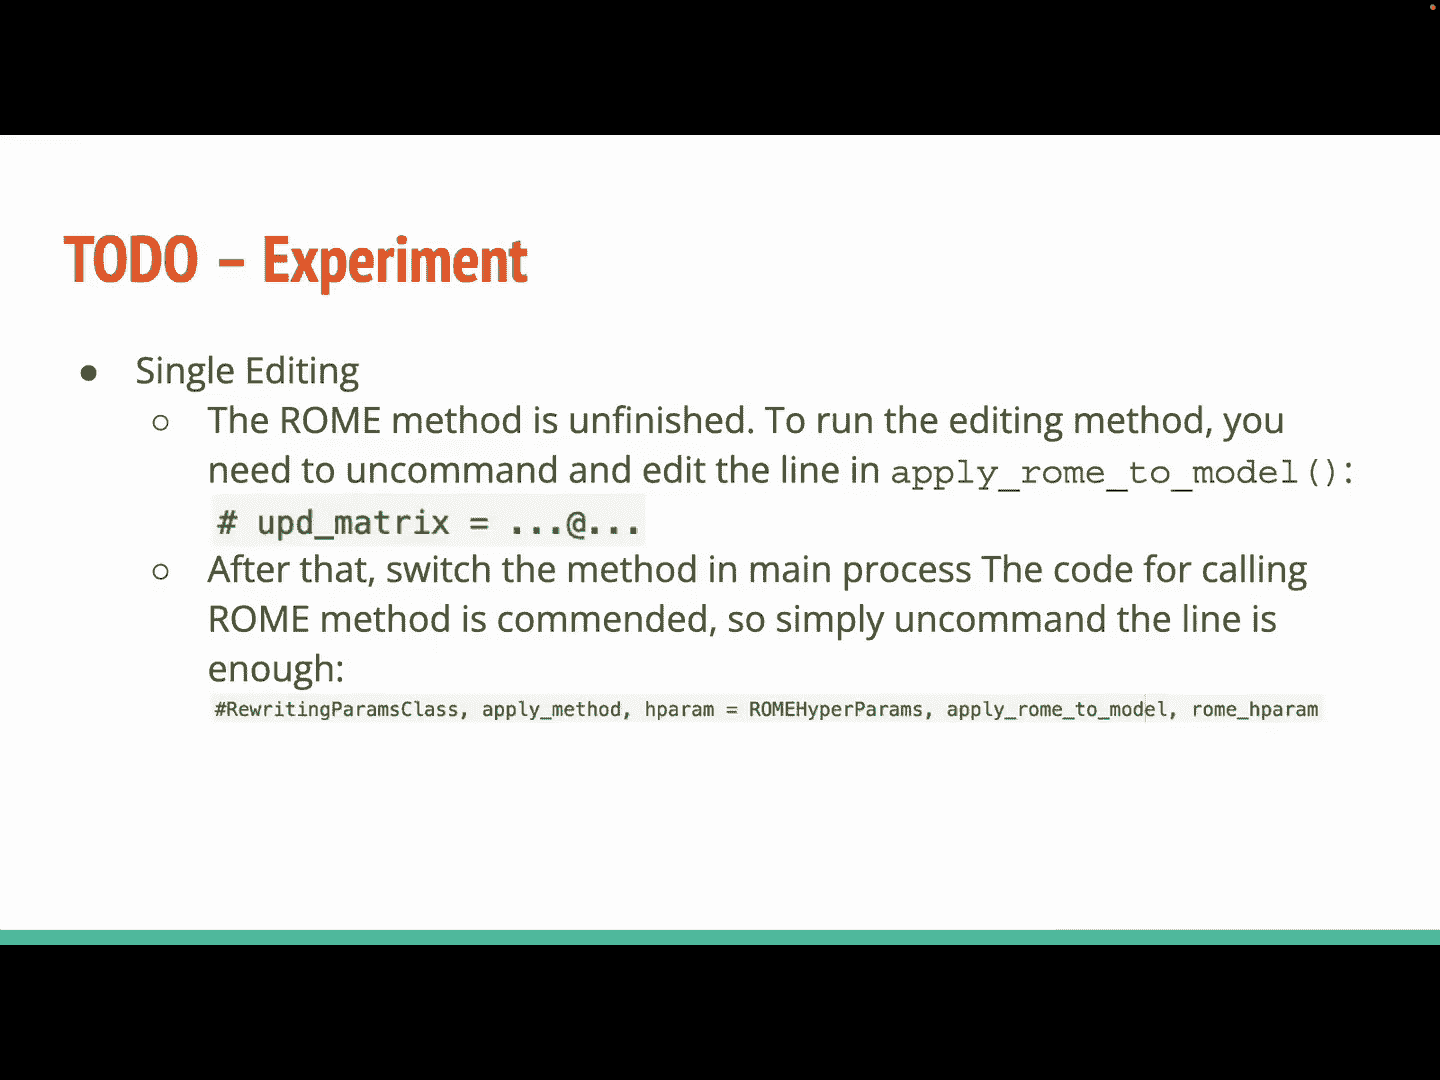 TODO – Experiment
● Single Editing
○ The ROME method is unfinished. To run the editing method, you
need to uncommand and edit the line in apply_rome_to_model():
# upd_matrix = ...@...
○ After that, switch the method in main process The code for calling
ROME method is commended, so simply uncommand the line is
enough:
#RewritingParamsClass, apply_method, hparam = ROMEHyperParams, apply_rome_to_model, rome_hparam